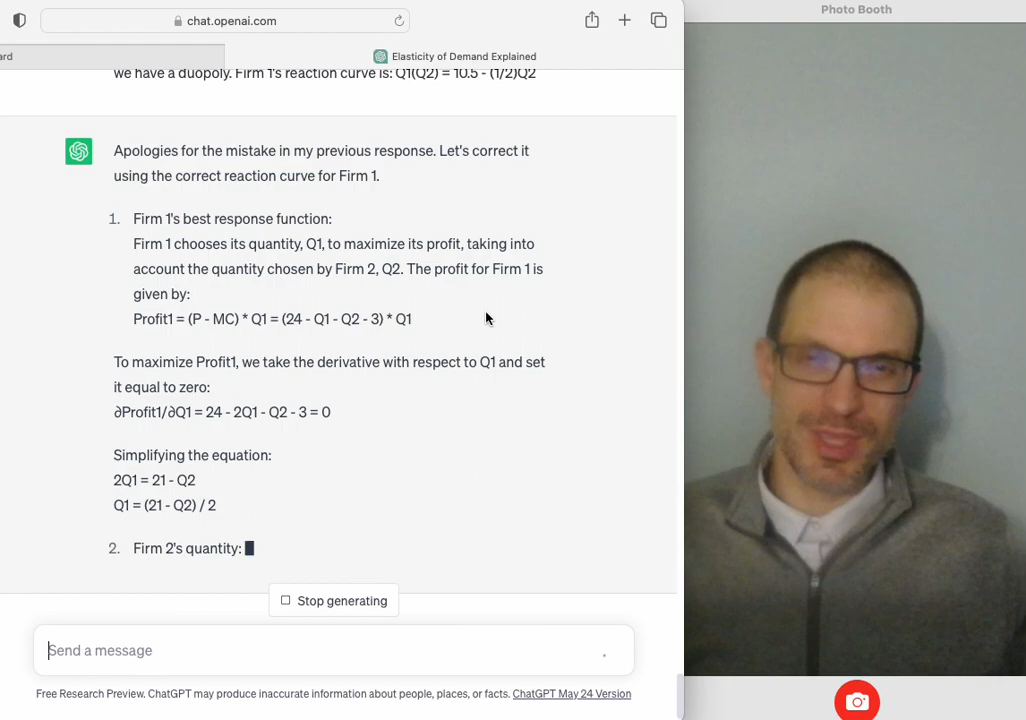 Photo Booth
chat.openai.com
ard
Elasticity of Demand Explained
we have a duopoly. Firm 1's reaction curve is: Q1(Q2) = 10.5 - (1/2)Q2
Apologies for the mistake in my previous response. Let's correct it
using the correct reaction curve for Firm 1.
1. Firm 1's best response function:
Firm 1 chooses its quantity, Q1, to maximize its profit, taking into
account the quantity chosen by Firm 2, Q2. The profit for Firm 1 is
given by:
Profit1 = (P - MC) * Q1 = (24 - Q1 - Q2 - 3) * Q1
To maximize Profit1, we take the derivative with respect to Q1 and set
it equal to zero:
∂Profit1/∂Q1 = 24 - 2Q1 - Q2 - 3 = 0
Simplifying the equation:
2Q1 = 21 - Q2
Q1 = (21 - Q2) / 2
2. Firm 2's quantity:
Stop generating
Send a message
Free Research Preview. ChatGPT may produce inaccurate information about people, places, or facts. ChatGPT May 24 Version